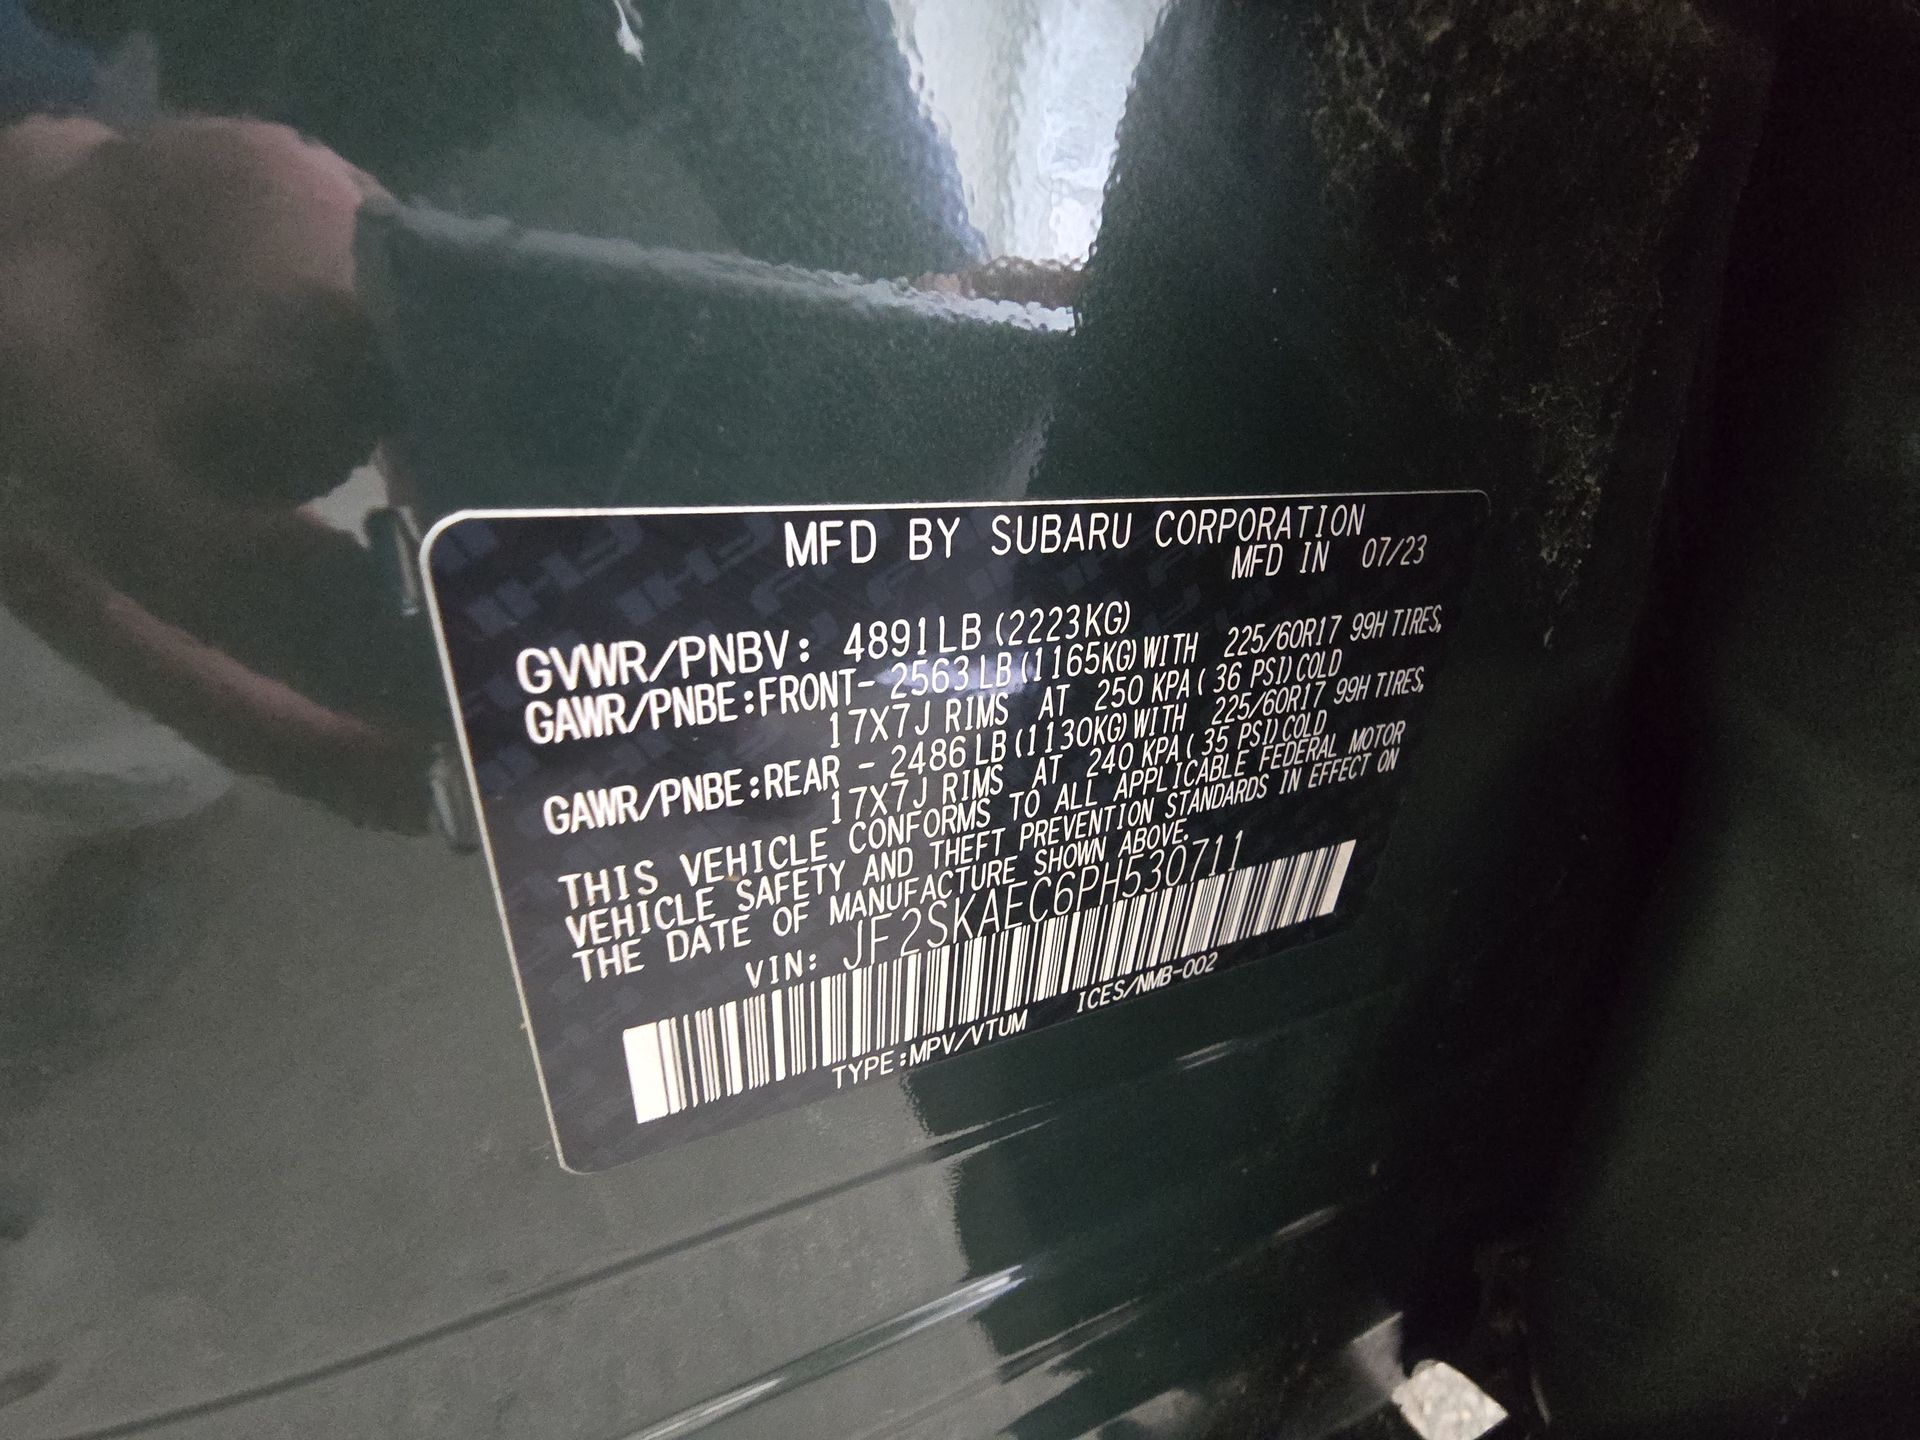 MFD BY SUBARU CORPORATION
MFD IN 07/23
GVWR/PNBV: 4891LB (2223KG)
GAWR/PNBE:FRONT- 2563LB (1165KG) WITH 225/60R17 99H TIRES,
17X7J RIMS AT 250 KPA ( 36 PSI) COLD
GAWR/PNBE:REAR - 2486LB (1130KG) WITH 225/60R17 99H TIRES,
17X7J RIMS AT 240 KPA ( 35 PSI) COLD
THIS VEHICLE CONFORMS TO ALL APPLICABLE FEDERAL MOTOR
VEHICLE SAFETY AND THEFT PREVENTION STANDARDS IN EFFECT ON
THE DATE OF MANUFACTURE SHOWN ABOVE.
VIN: JF2SKAEC6PH530711
TYPE:MPV/VTUM ICES/NMB-002